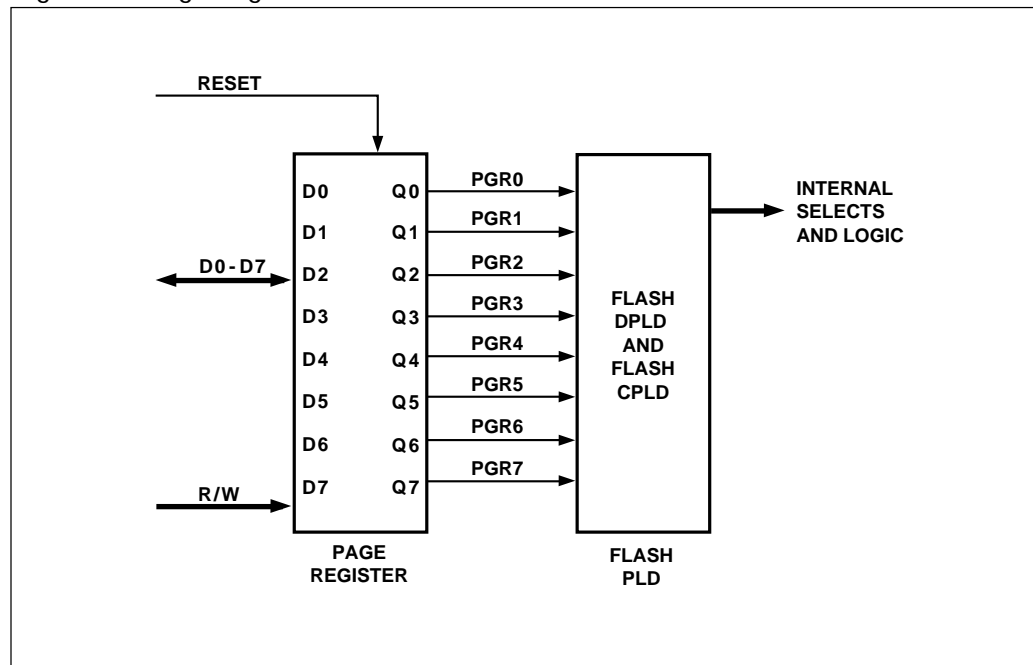 RESET
D0 Q0 PGR0
D1 Q1 PGR1
D0-D7 D2 Q2 PGR2
D3 Q3 PGR3
D4 Q4 PGR4
D5 Q5 PGR5
D6 Q6 PGR6
R/W D7 Q7 PGR7
PAGE
REGISTER
FLASH
DPLD
AND
FLASH
CPLD
FLASH
PLD
INTERNAL
SELECTS
AND LOGIC